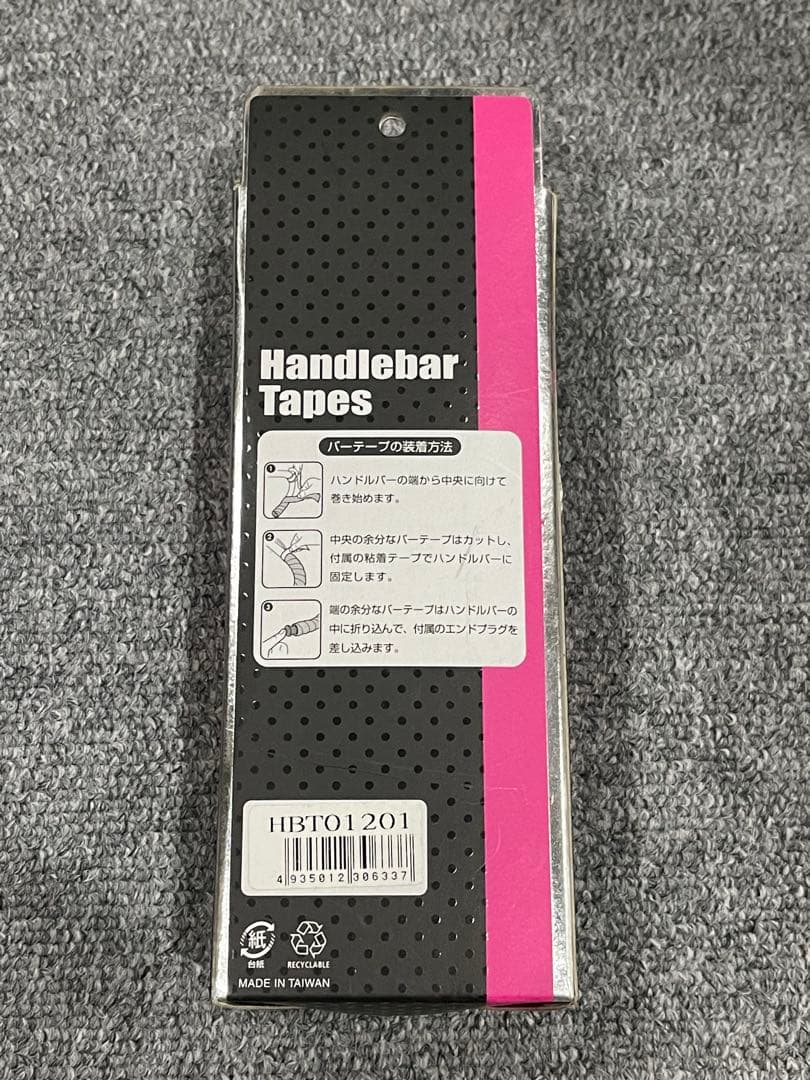 Handlebar
Tapes
バーテープの装着方法
1
ハンドルバーの端から中央に向けて
巻き始めます。
2
中央の余分なバーテープはカットし、
付属の粘着テープでハンドルバーに
固定します。
3
端の余分なバーテープはハンドルバーの
中に折り込んで、付属のエンドプラグを
差し込みます。
HBT01201
4 935012 306337
紙
台紙
RECYCLABLE
MADE IN TAIWAN